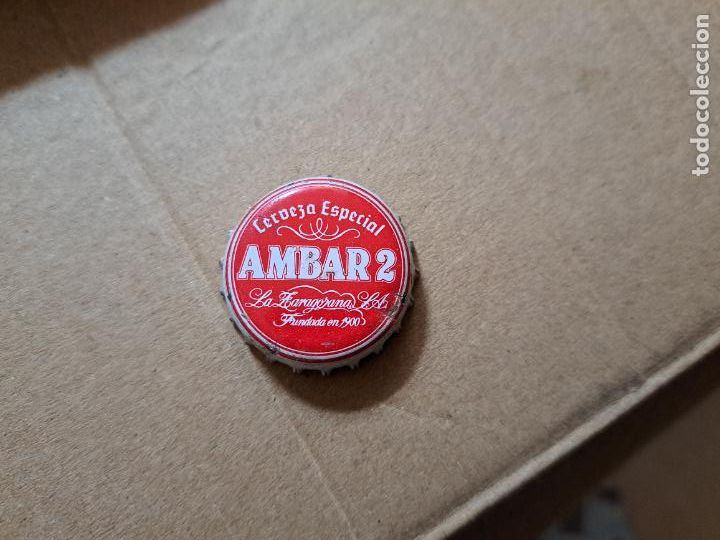 Cerveza Especial
AMBAR 2
La Zaragozana, S.A.
Fundada en 1900
todocoleccion